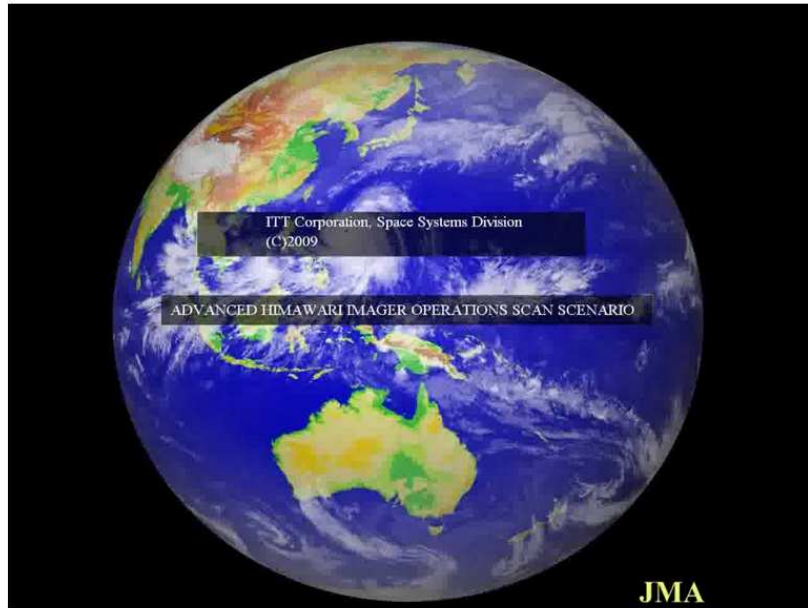 ITT Corporation, Space Systems Division
(C)2009
ADVANCED HIMAWARI IMAGER OPERATIONS SCAN SCENARIO
JMA